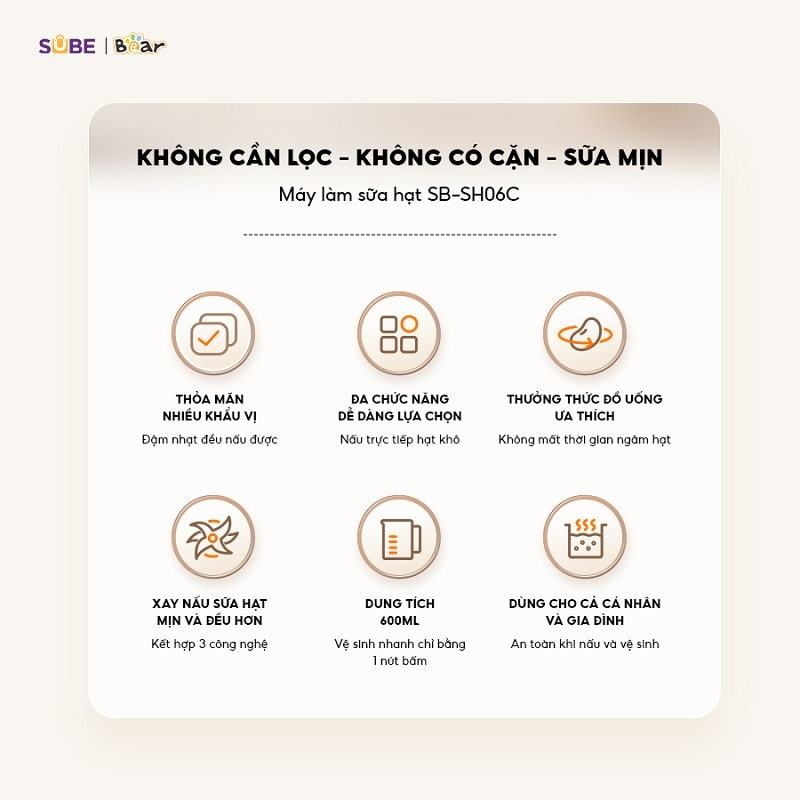 SUBE | Bear
KHÔNG CẦN LỌC - KHÔNG CÓ CẶN - SỮA MỊN
Máy làm sữa hạt SB-SH06C
THỎA MÃN
NHIỀU KHẨU VỊ
Đậm nhạt đều nấu được
ĐA CHỨC NĂNG
DỄ DÀNG LỰA CHỌN
Nấu trực tiếp hạt khô
THƯỞNG THỨC ĐỒ UỐNG
ƯA THÍCH
Không mất thời gian ngâm hạt
XAY NẤU SỮA HẠT
MỊN VÀ ĐỀU HƠN
Kết hợp 3 công nghệ
DUNG TÍCH
600ML
Vệ sinh nhanh chỉ bằng
1 nút bấm
DÙNG CHO CẢ CÁ NHÂN
VÀ GIA ĐÌNH
An toàn khi nấu và vệ sinh